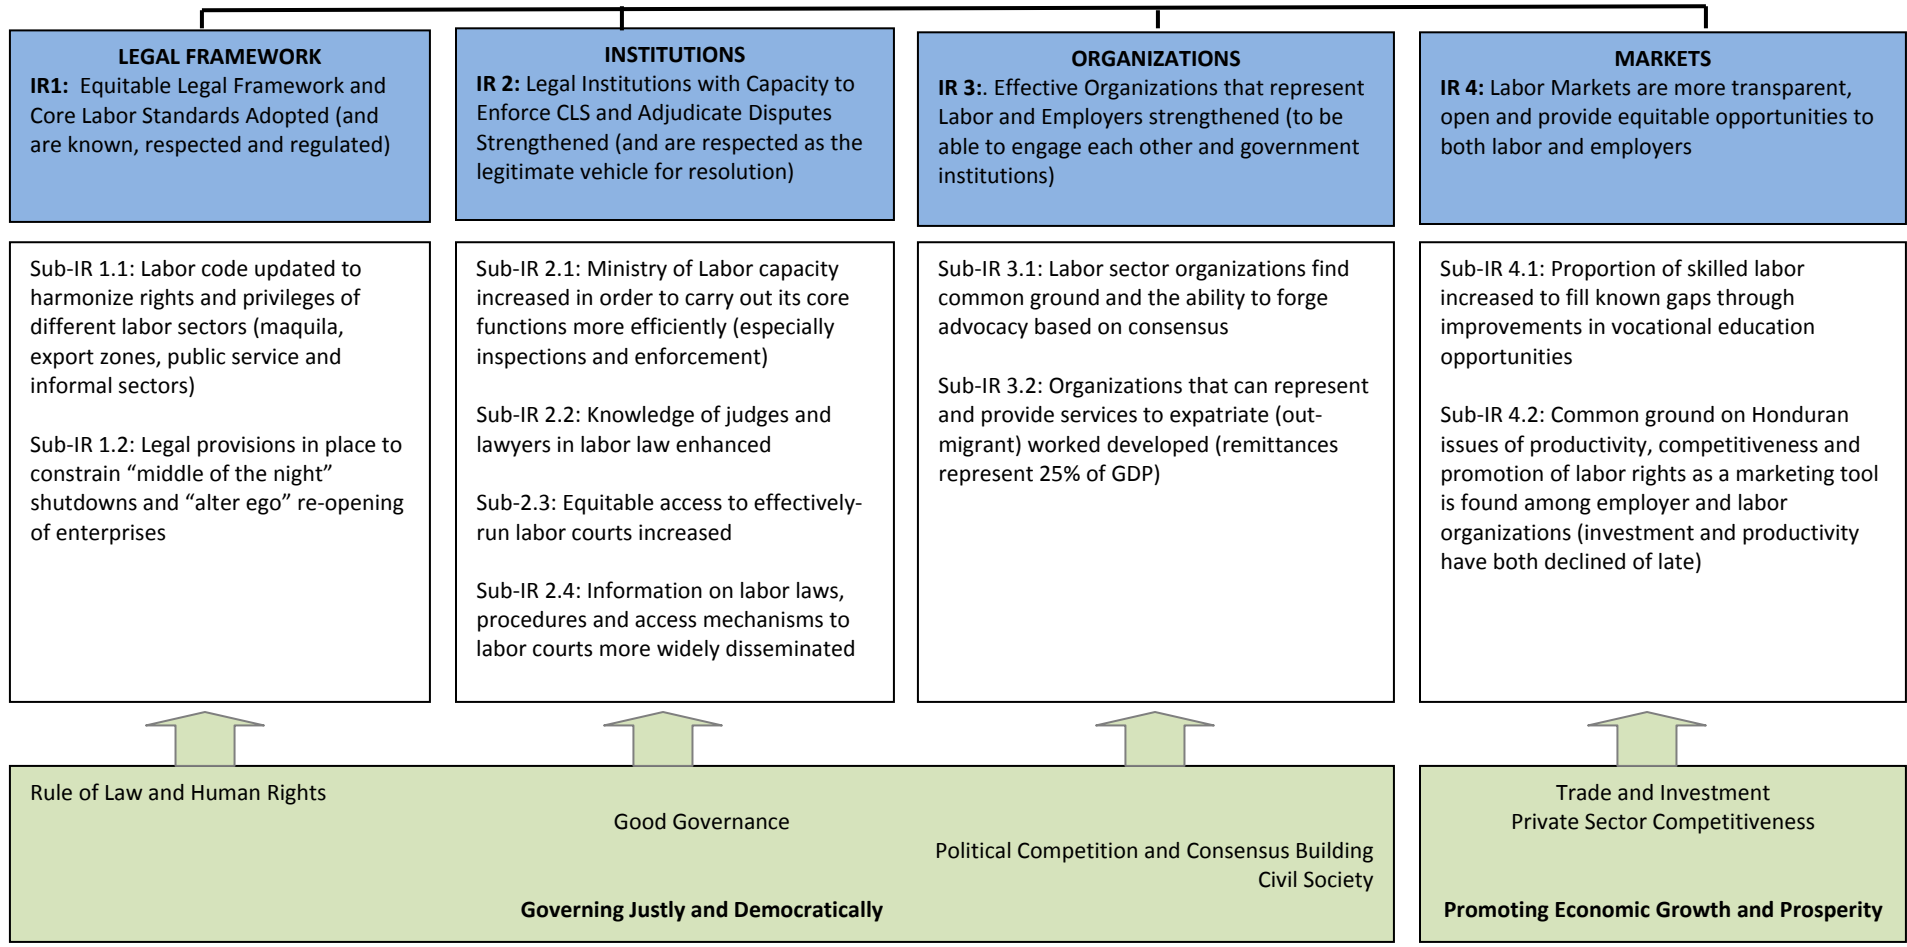 LEGAL FRAMEWORK
IR1: Equitable Legal Framework and
Core Labor Standards Adopted (and
are known, respected and regulated)
INSTITUTIONS
IR 2: Legal Institutions with Capacity to
Enforce CLS and Adjudicate Disputes
Strengthened (and are respected as the
legitimate vehicle for resolution)
ORGANIZATIONS
IR 3:. Effective Organizations that represent
Labor and Employers strengthened (to be
able to engage each other and government
institutions)
MARKETS
IR 4: Labor Markets are more transparent,
open and provide equitable opportunities to
both labor and employers
Sub-IR 1.1: Labor code updated to
harmonize rights and privileges of
different labor sectors (maquila,
export zones, public service and
informal sectors)
Sub-IR 1.2: Legal provisions in place to
constrain “middle of the night”
shutdowns and “alter ego” re-opening
of enterprises
Sub-IR 2.1: Ministry of Labor capacity
increased in order to carry out its core
functions more efficiently (especially
inspections and enforcement)
Sub-IR 2.2: Knowledge of judges and
lawyers in labor law enhanced
Sub-2.3: Equitable access to effectively-
run labor courts increased
Sub-IR 2.4: Information on labor laws,
procedures and access mechanisms to
labor courts more widely disseminated
Sub-IR 3.1: Labor sector organizations find
common ground and the ability to forge
advocacy based on consensus
Sub-IR 3.2: Organizations that can represent
and provide services to expatriate (out-
migrant) worked developed (remittances
represent 25% of GDP)
Sub-IR 4.1: Proportion of skilled labor
increased to fill known gaps through
improvements in vocational education
opportunities
Sub-IR 4.2: Common ground on Honduran
issues of productivity, competitiveness and
promotion of labor rights as a marketing tool
is found among employer and labor
organizations (investment and productivity
have both declined of late)
Rule of Law and Human Rights
Good Governance
Political Competition and Consensus Building
Civil Society
Governing Justly and Democratically
Trade and Investment
Private Sector Competitiveness
Promoting Economic Growth and Prosperity